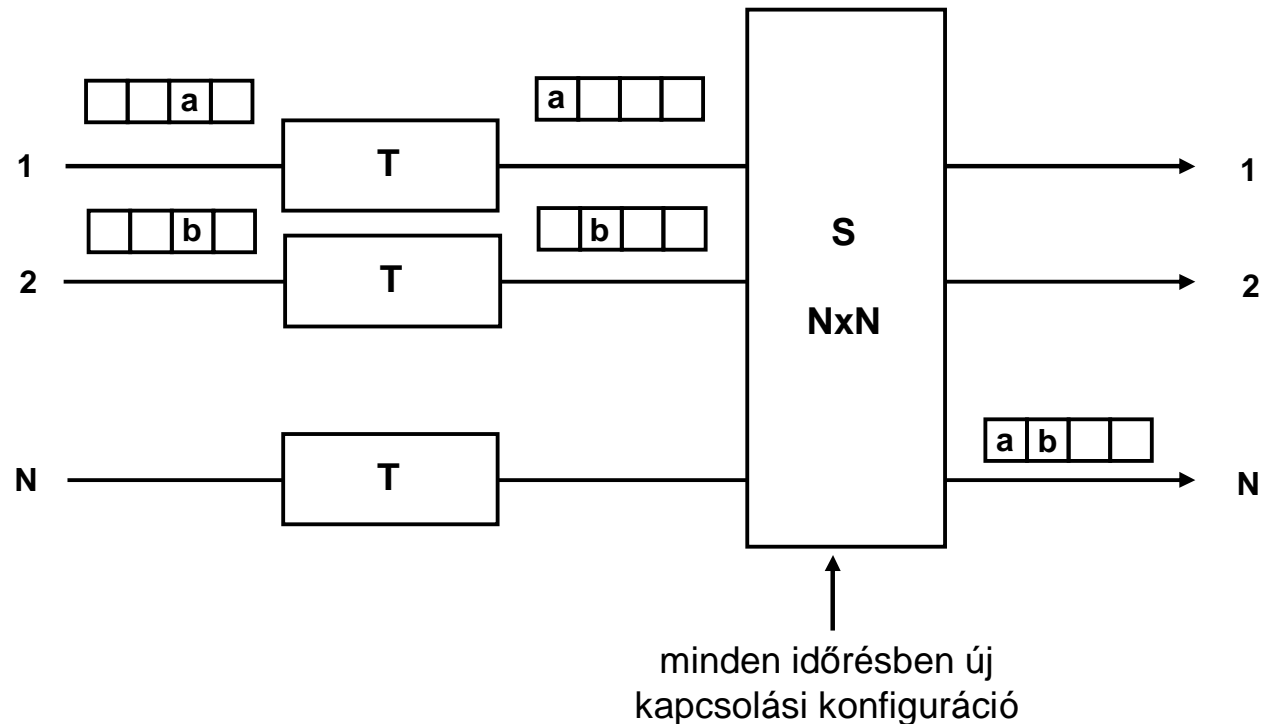 a
a
1
T
1
b
b
S
2
T
2
NxN
a b
N
T
N
minden időrésben új
kapcsolási konfiguráció